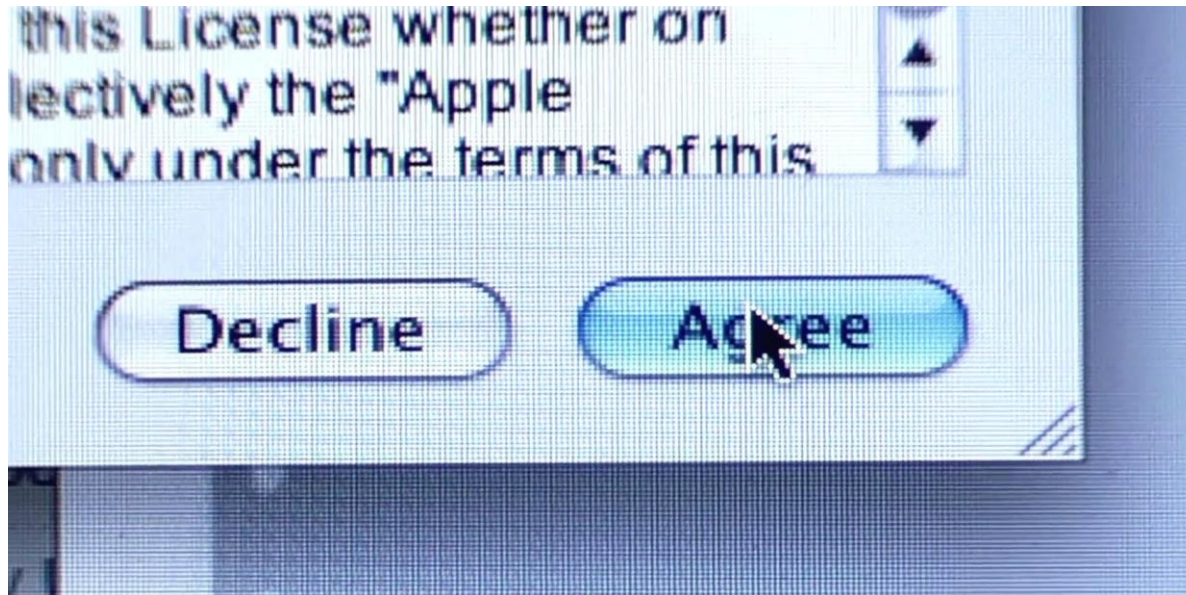 this License whether on
lectively the "Apple
only under the terms of this
Decline
Agree